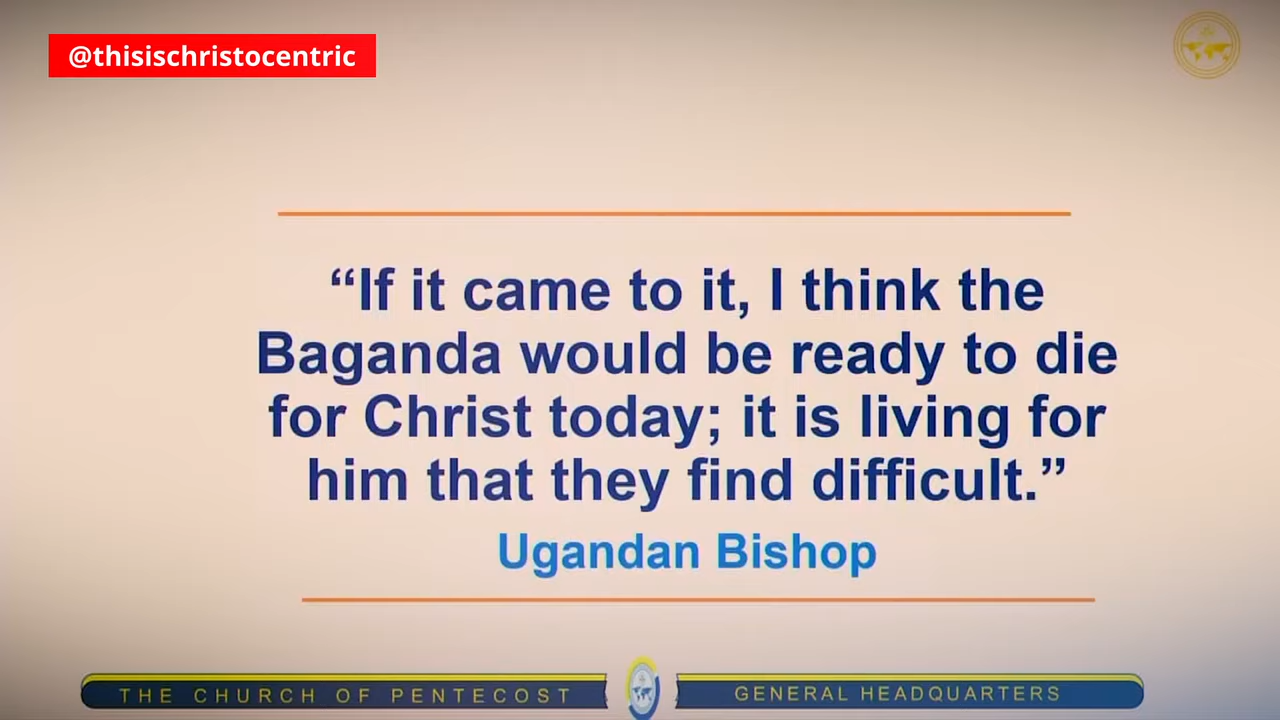 @thisischristocentric
“If it came to it, I think the
Baganda would be ready to die
for Christ today; it is living for
him that they find difficult.”
Ugandan Bishop
THE CHURCH OF PENTECOST
GENERAL HEADQUARTERS